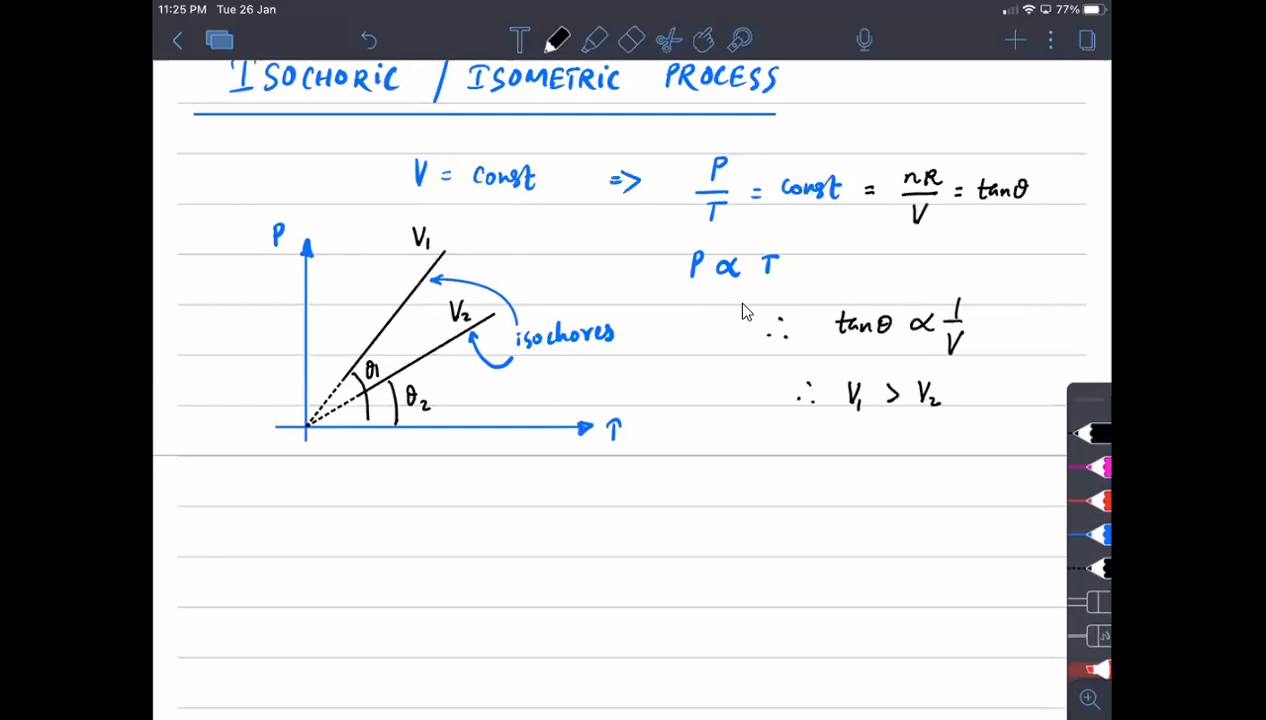 11:25 PM Tue 26 Jan 77%
T
ISOCHORIC / ISOMETRIC PROCESS
V = const => P/T = const = nR/V = tanθ
P
V₁
P ∝ T
V₂
isochores
∴ tanθ ∝ 1/V
θ₁
θ₂
∴ V₁ > V₂
T